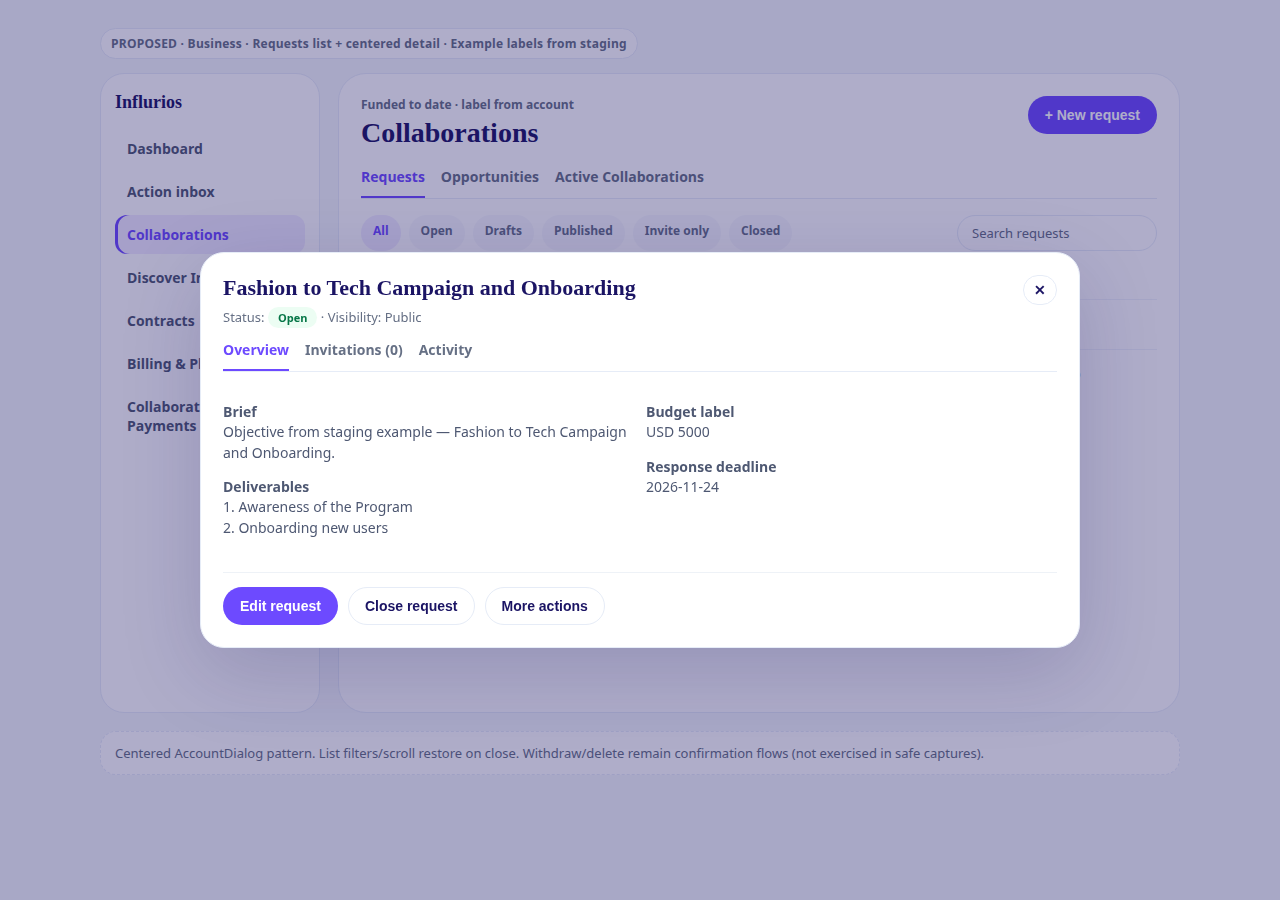 PROPOSED · Business · Requests list + centered detail · Example labels from staging
Influrios
Dashboard
Action inbox
Collaborations
Discover
Contracts
Billing &
Payments
Funded to date · label from account
Collaborations
+ New request
Requests Opportunities Active Collaborations
All Open Drafts Published Invite only Closed
Search requests
Fashion to Tech Campaign and Onboarding
✕
Status: Open · Visibility: Public
Overview Invitations (0) Activity
Brief
Objective from staging example — Fashion to Tech Campaign
and Onboarding.
Deliverables
1. Awareness of the Program
2. Onboarding new users
Budget label
USD 5000
Response deadline
2026-11-24
Edit request Close request More actions
Centered AccountDialog pattern. List filters/scroll restore on close. Withdraw/delete remain confirmation flows (not exercised in safe captures).